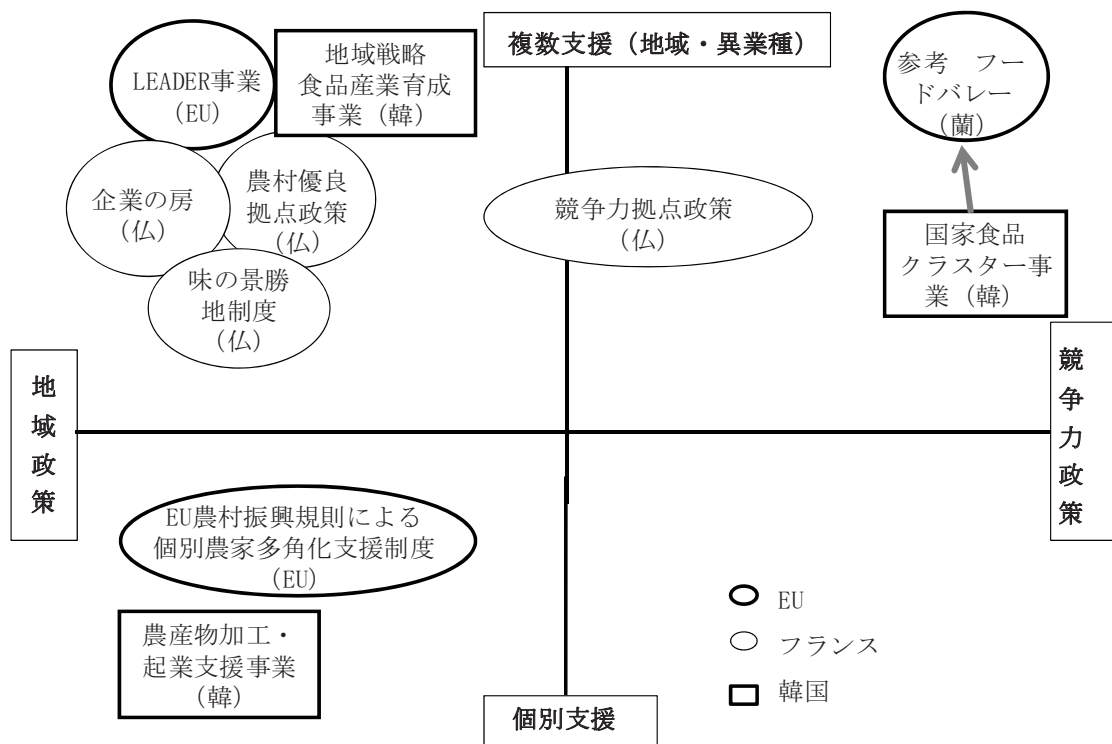 複数支援（地域・異業種）
LEADER事業
(EU)
地域戦略
食品産業育成
事業（韓）
参考　フー
ドバレー
（蘭）
企業の房
（仏）
農村優良
拠点政策
（仏）
味の景勝
地制度
（仏）
競争力拠点政策
（仏）
国家食品
クラスター事
業（韓）
地域政策
競争力政策
EU農村振興規則による
個別農家多角化支援制度
（EU）
農産物加工・
起業支援事業
（韓）
個別支援
EU
フランス
韓国